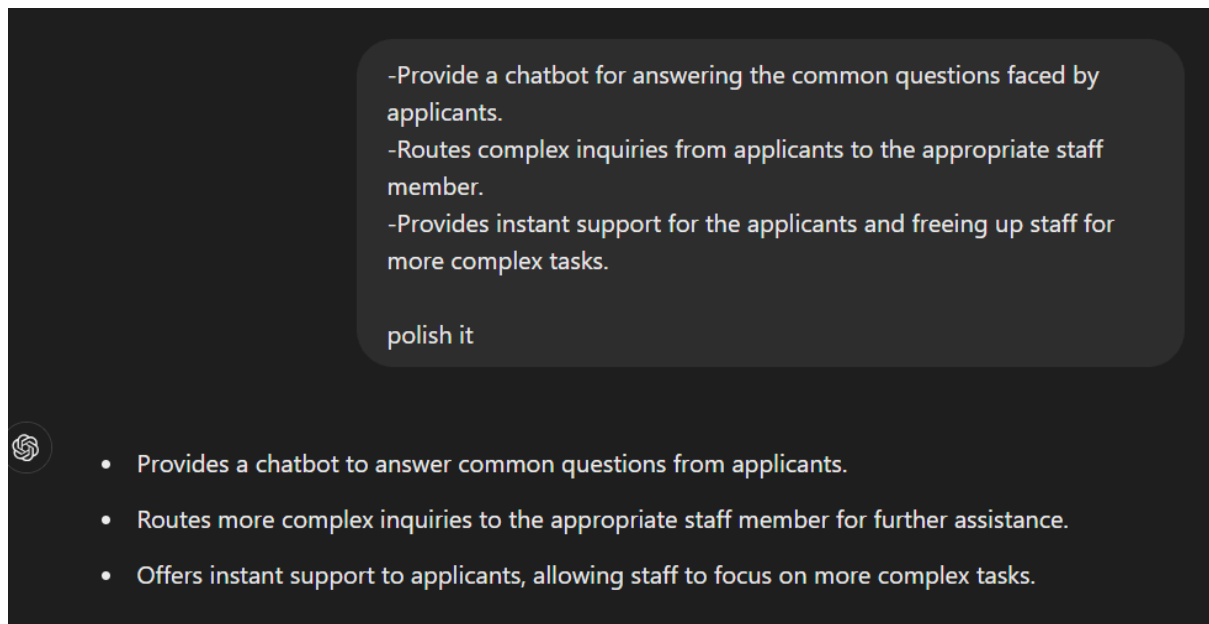 -Provide a chatbot for answering the common questions faced by
applicants.
-Routes complex inquiries from applicants to the appropriate staff
member.
-Provides instant support for the applicants and freeing up staff for
more complex tasks.
polish it
• Provides a chatbot to answer common questions from applicants.
• Routes more complex inquiries to the appropriate staff member for further assistance.
• Offers instant support to applicants, allowing staff to focus on more complex tasks.